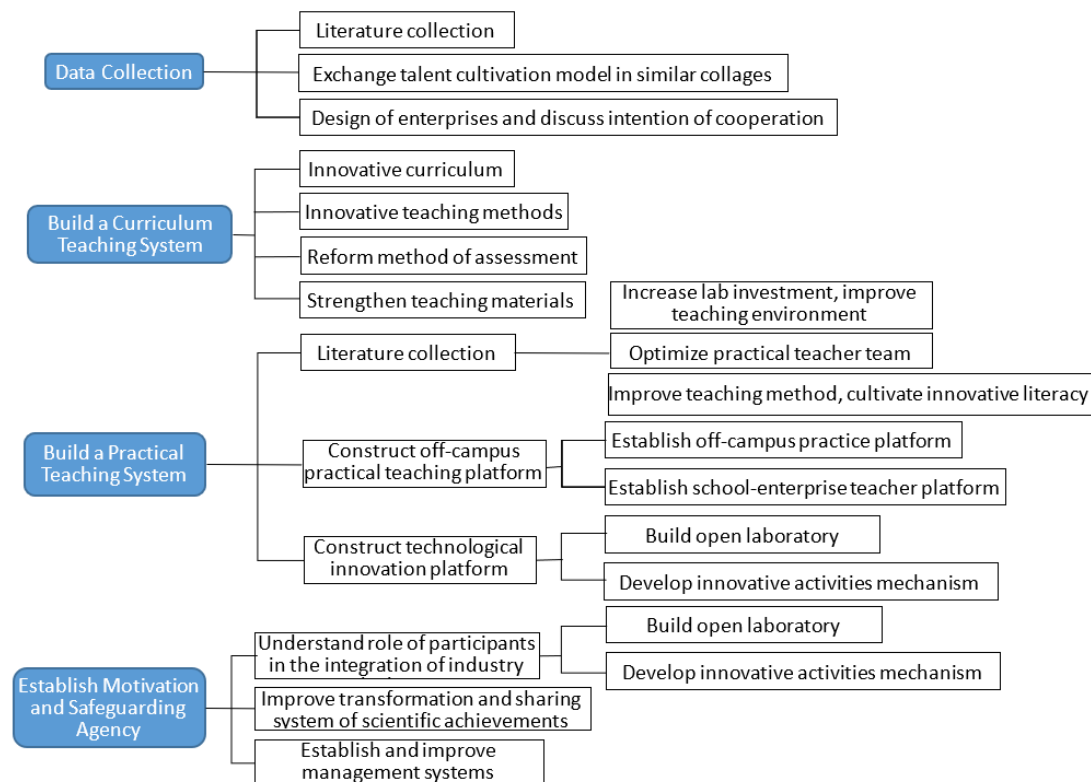 Data Collection
Literature collection
Exchange talent cultivation model in similar collages
Design of enterprises and discuss intention of cooperation
Build a Curriculum
Teaching System
Innovative curriculum
Innovative teaching methods
Reform method of assessment
Strengthen teaching materials
Build a Practical
Teaching System
Literature collection
Increase lab investment, improve
teaching environment
Optimize practical teacher team
Improve teaching method, cultivate innovative literacy
Construct off-campus
practical teaching platform
Establish off-campus practice platform
Establish school-enterprise teacher platform
Construct technological
innovation platform
Build open laboratory
Develop innovative activities mechanism
Establish Motivation
and Safeguarding
Agency
Understand role of participants
in the integration of industry
Build open laboratory
Develop innovative activities mechanism
Improve transformation and sharing
system of scientific achievements
Establish and improve
management systems